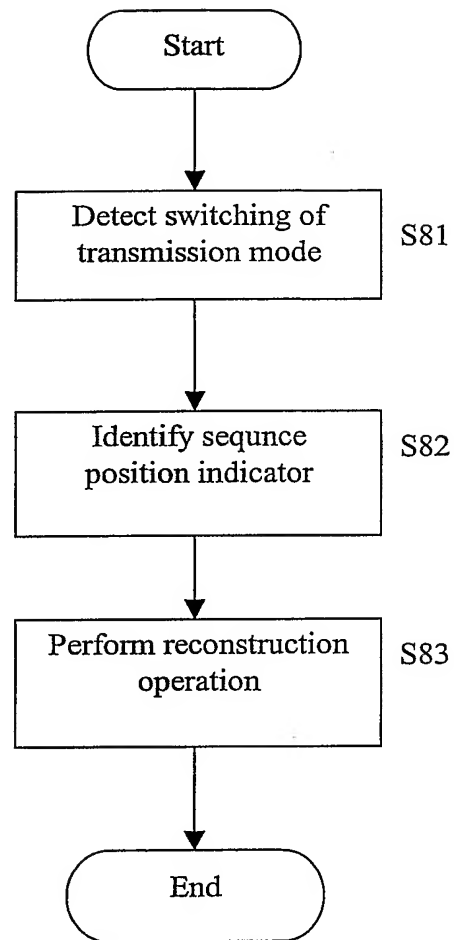 Start
Detect switching of
transmission mode
S81
Identify sequnce
position indicator
S82
Perform reconstruction
operation
S83
End